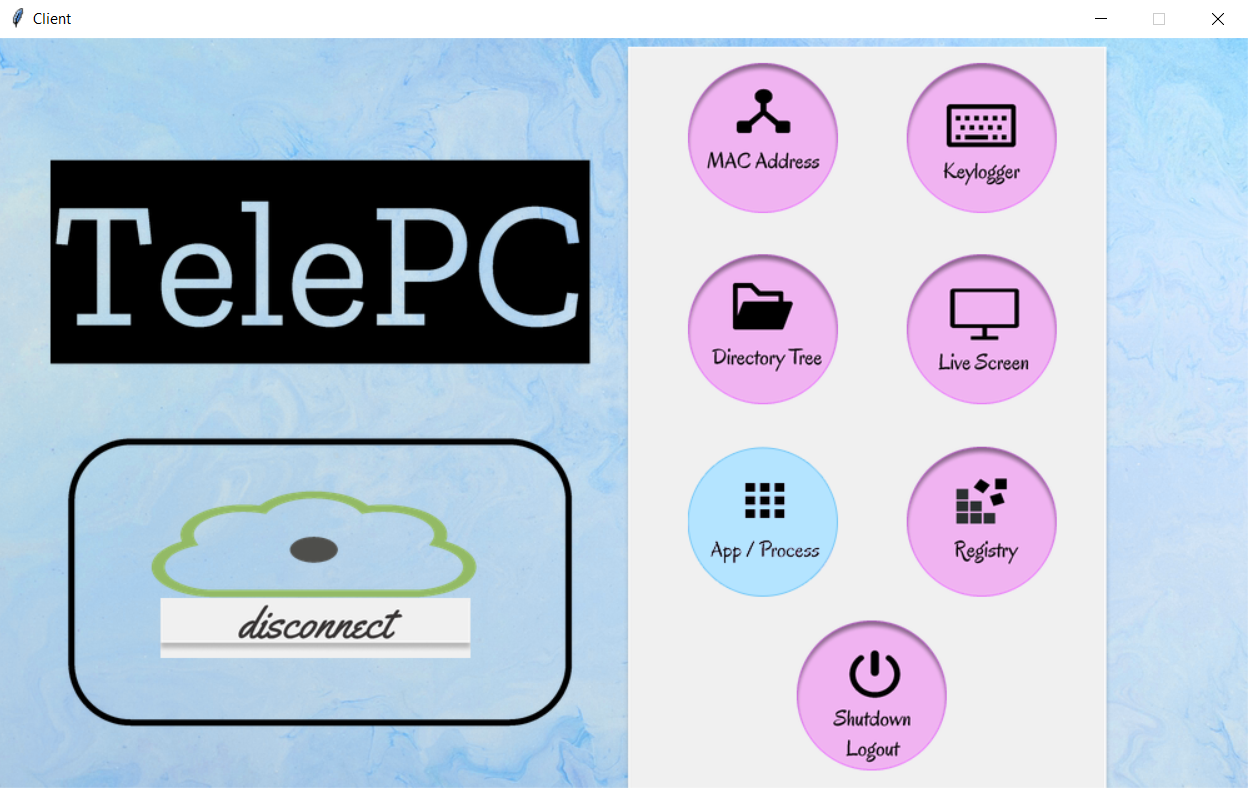 Client
TelePC
disconnect
MAC Address
Keylogger
Directory Tree
Live Screen
App / Process
Registry
Shutdown
Logout